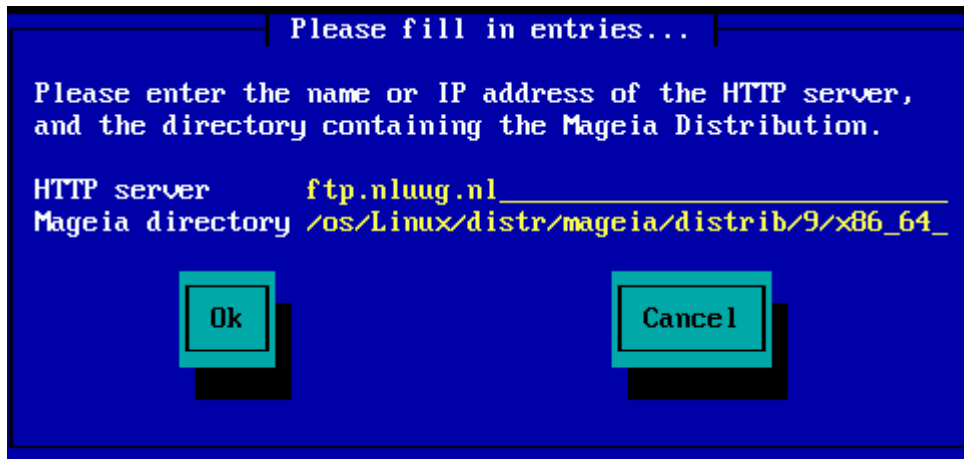 Please fill in entries...
Please enter the name or IP address of the HTTP server,
and the directory containing the Mageia Distribution.
HTTP server ftp.nluug.nl
Mageia directory /os/Linux/distr/mageia/distrib/9/x86_64_
Ok Cancel